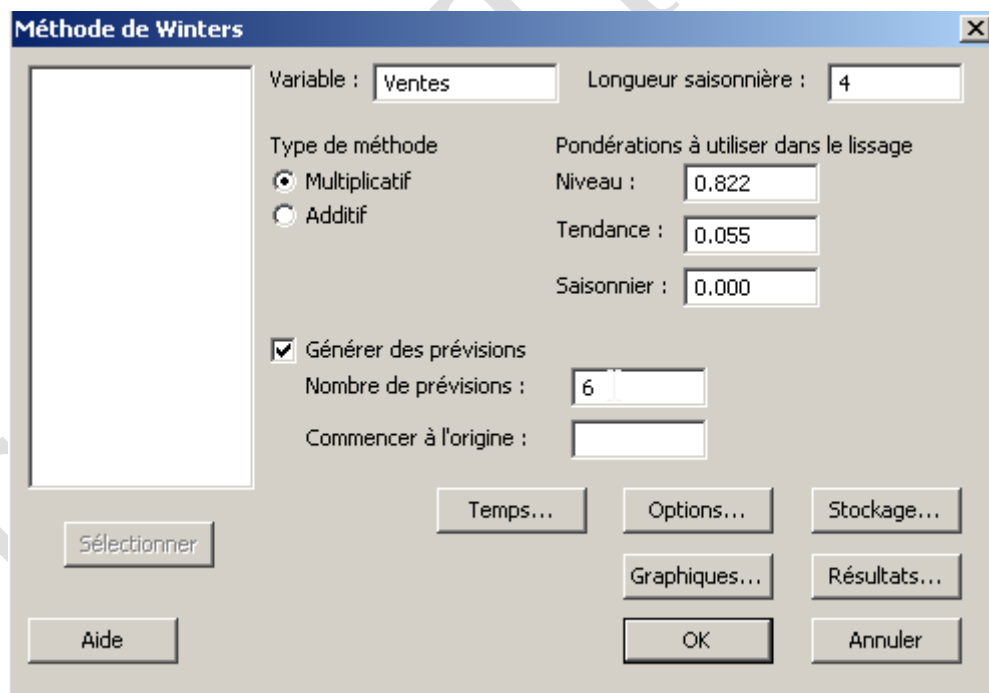 Méthode de Winters
Variable : Ventes Longueur saisonnière : 4
Type de méthode Pondérations à utiliser dans le lissage
Multiplicatif Niveau : 0.822
Additif
Tendance : 0.055
Saisonnier : 0.000
Générer des prévisions
Nombre de prévisions : 6
Commencer à l'origine :
Temps... Options... Stockage...
Sélectionner
Graphiques... Résultats...
Aide OK Annuler